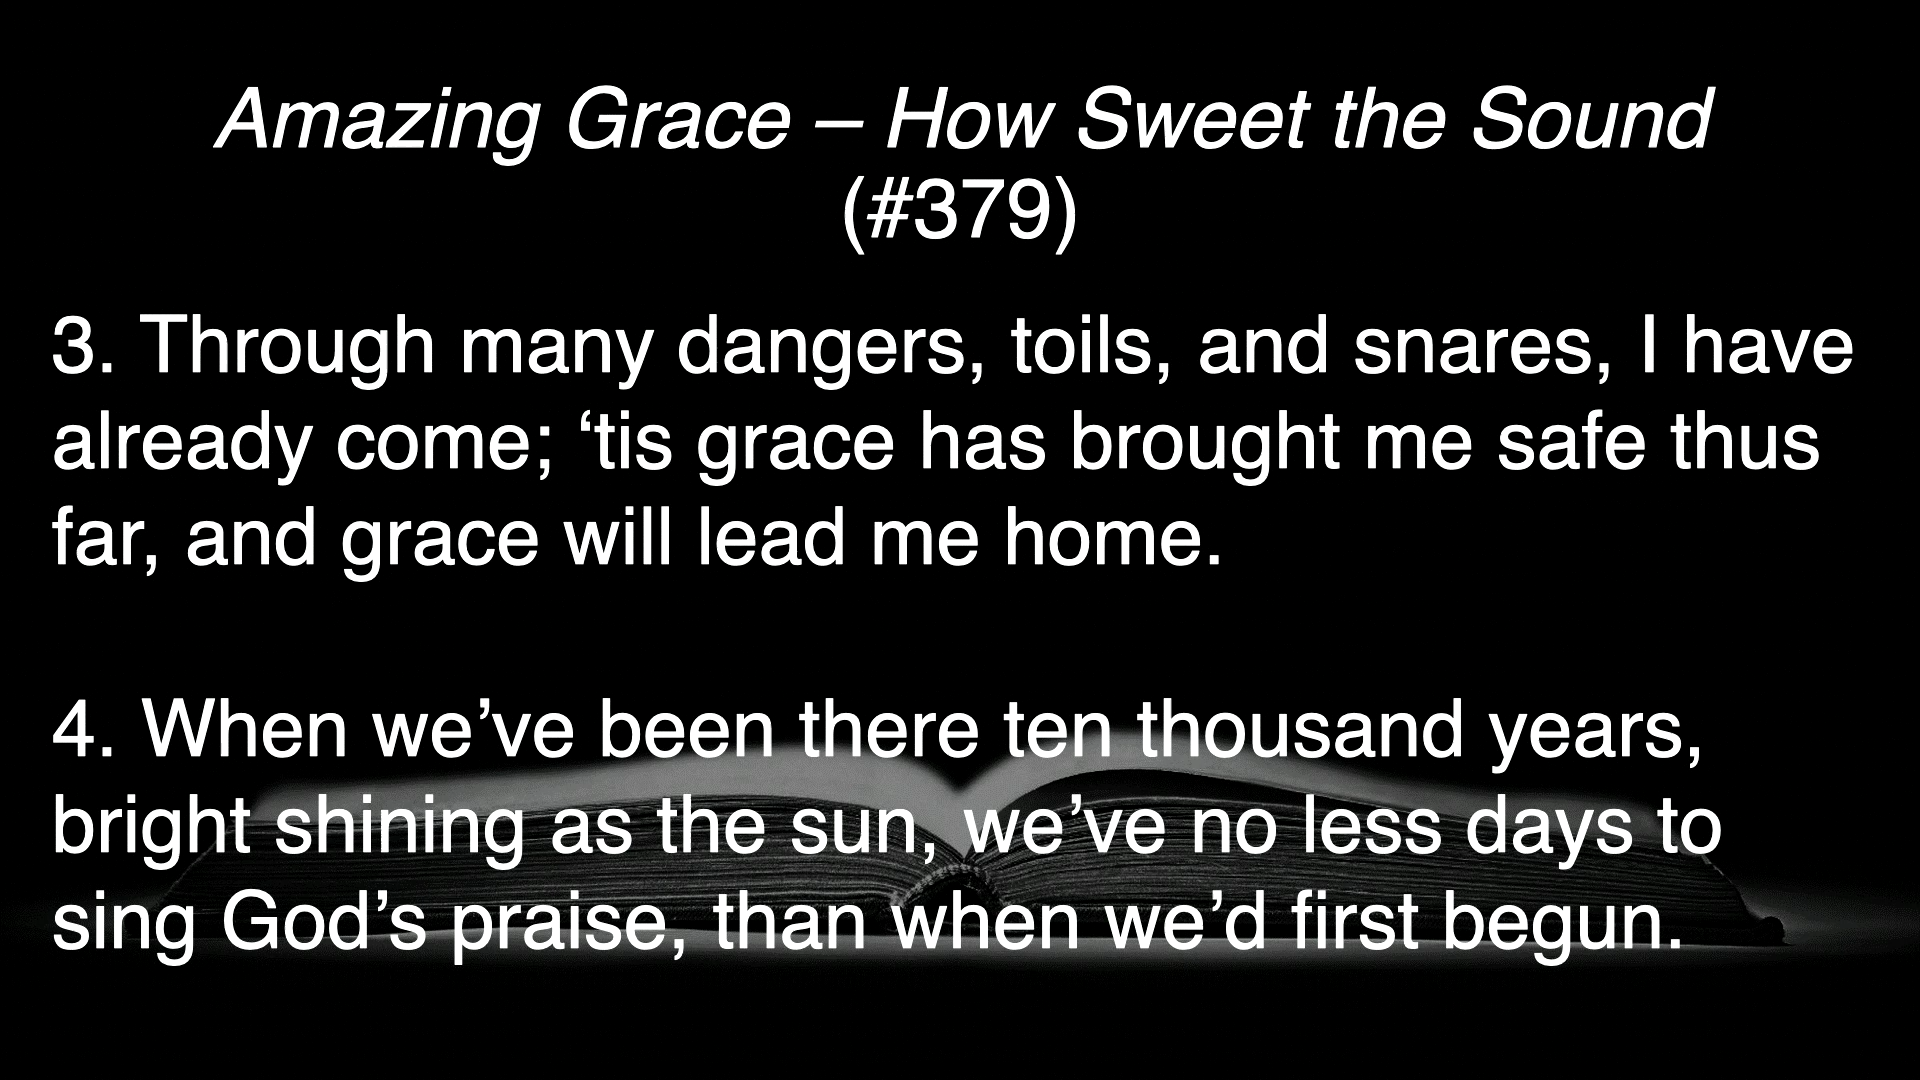 Amazing Grace – How Sweet the Sound
(#379)
3. Through many dangers, toils, and snares, I have
already come; ‘tis grace has brought me safe thus
far, and grace will lead me home.
4. When we’ve been there ten thousand years,
bright shining as the sun, we’ve no less days to
sing God’s praise, than when we’d first begun.